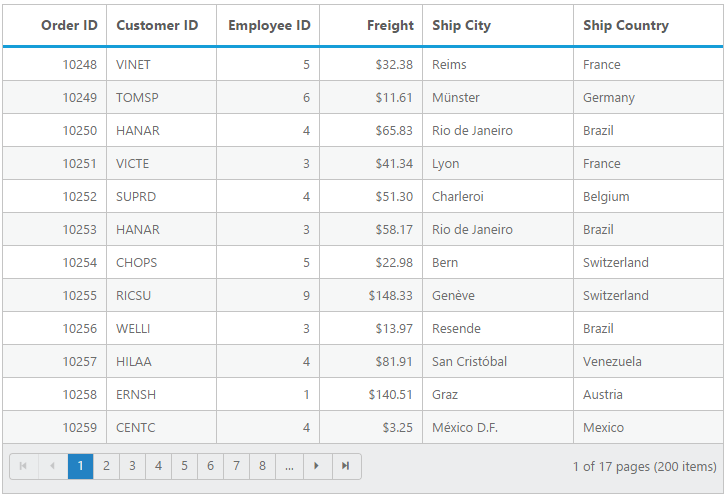 Order ID Customer ID Employee ID Freight Ship City Ship Country
10248 VINET 5 $32.38 Reims France
10249 TOMSP 6 $11.61 Münster Germany
10250 HANAR 4 $65.83 Rio de Janeiro Brazil
10251 VICTE 3 $41.34 Lyon France
10252 SUPRD 4 $51.30 Charleroi Belgium
10253 HANAR 3 $58.17 Rio de Janeiro Brazil
10254 CHOPS 5 $22.98 Bern Switzerland
10255 RICSU 9 $148.33 Genève Switzerland
10256 WELLI 3 $13.97 Resende Brazil
10257 HILAA 4 $81.91 San Cristóbal Venezuela
10258 ERNSH 1 $140.51 Graz Austria
10259 CENTC 4 $3.25 México D.F. Mexico
1 2 3 4 5 6 7 8 ... 1 of 17 pages (200 items)